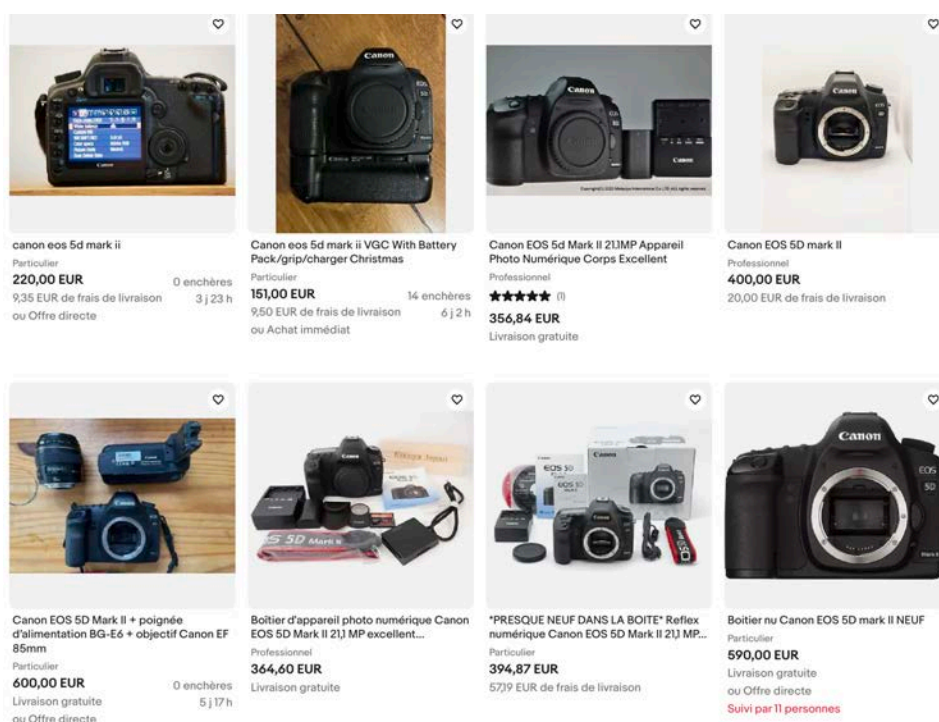 canon eos 5d mark ii
Particulier
220,00 EUR
0 enchères
9,35 EUR de frais de livraison
3 j 23 h
ou Offre directe
Canon eos 5d mark ii VGC With Battery
Pack/grip/charger Christmas
Particulier
151,00 EUR
14 enchères
9,50 EUR de frais de livraison
6 j 2 h
ou Achat immédiat
Canon EOS 5d Mark II 21.1MP Appareil
Photo Numérique Corps Excellent
Professionnel
(1)
356,84 EUR
Livraison gratuite
Canon EOS 5D mark II
Professionnel
400,00 EUR
20,00 EUR de frais de livraison
Canon EOS 5D Mark II + poignée
d'alimentation BG-E6 + objectif Canon EF
85mm
Particulier
600,00 EUR
0 enchères
Livraison gratuite
5 j 17 h
ou Offre directe
Boîtier d'appareil photo numérique Canon
EOS 5D Mark II 21,1 MP excellent...
Professionnel
364,60 EUR
Livraison gratuite
*PRESQUE NEUF DANS LA BOITE* Reflex
numérique Canon EOS 5D Mark II 21,1 MP...
Particulier
394,87 EUR
57,19 EUR de frais de livraison
Boitier nu Canon EOS 5D mark II NEUF
Particulier
590,00 EUR
Livraison gratuite
ou Offre directe
Suivi par 11 personnes
Canon
EOS
5D